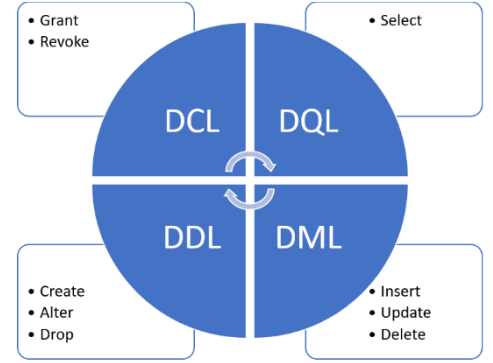 • Grant
• Revoke
• Select
DCL
DQL
DDL
DML
• Create
• Alter
• Drop
• Insert
• Update
• Delete